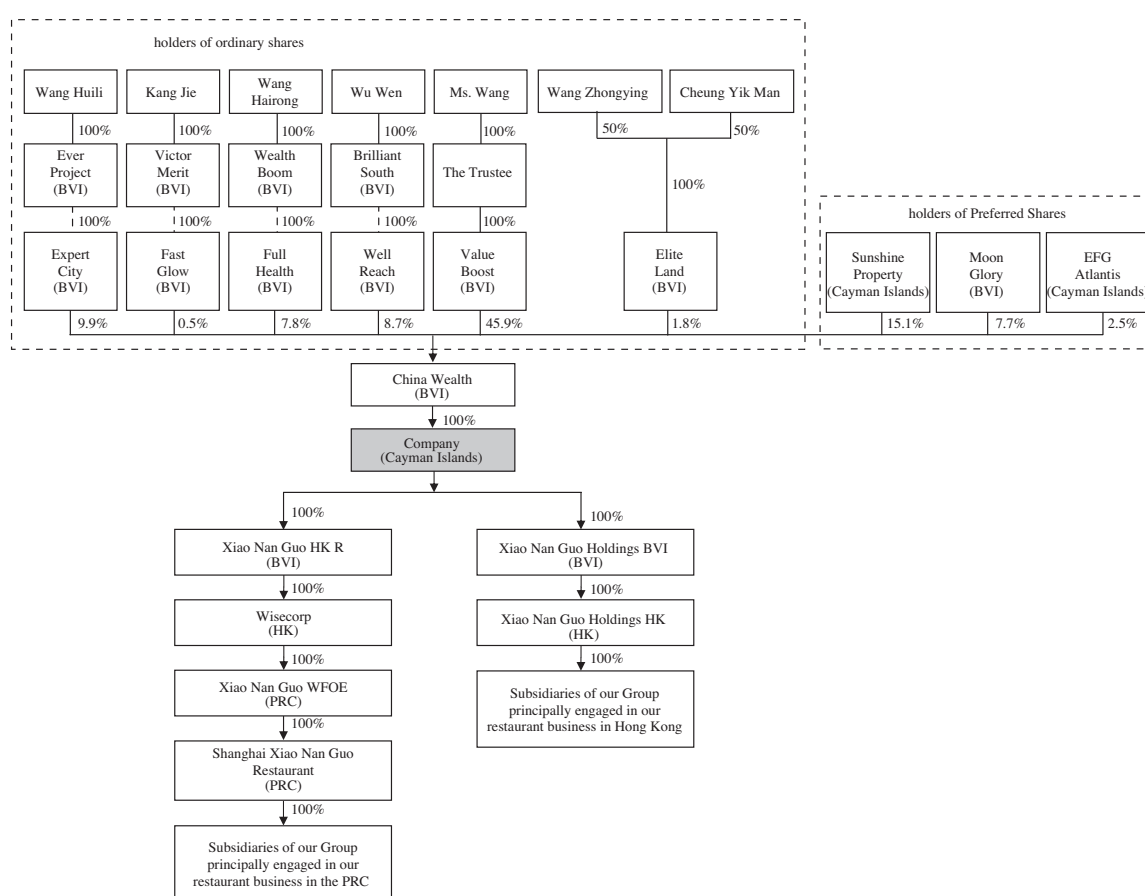 holders of ordinary shares
Wang Huili
Kang Jie
Wang
Hairong
Wu Wen
Ms. Wang
Wang Zhongying
Cheung Yik Man
100%
100%
100%
100%
100%
50%
50%
Ever
Project
(BVI)
Victor
Merit
(BVI)
Wealth
Boom
(BVI)
Brilliant
South
(BVI)
The Trustee
100%
100%
100%
100%
100%
100%
holders of Preferred Shares
Expert
City
(BVI)
Fast
Glow
(BVI)
Full
Health
(BVI)
Well
Reach
(BVI)
Value
Boost
(BVI)
Elite
Land
(BVI)
Sunshine
Property
(Cayman Islands)
Moon
Glory
(BVI)
EFG
Atlantis
(Cayman Islands)
9.9%
0.5%
7.8%
8.7%
45.9%
1.8%
15.1%
7.7%
2.5%
China Wealth
(BVI)
100%
Company
(Cayman Islands)
100%
100%
Xiao Nan Guo HK R
(BVI)
Xiao Nan Guo Holdings BVI
(BVI)
100%
100%
Wisecorp
(HK)
Xiao Nan Guo Holdings HK
(HK)
100%
100%
Xiao Nan Guo WFOE
(PRC)
Subsidiaries of our Group
principally engaged in our
restaurant business in Hong Kong
100%
Shanghai Xiao Nan Guo
Restaurant
(PRC)
100%
Subsidiaries of our Group
principally engaged in our
restaurant business in the PRC